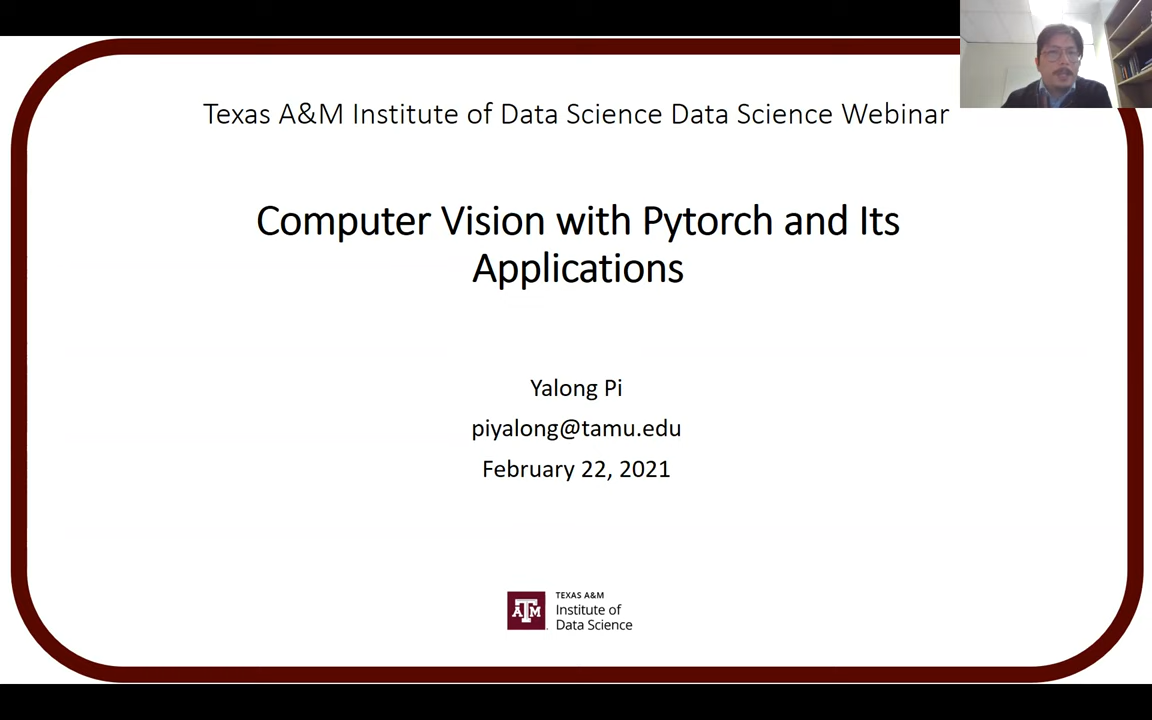 Texas A&M Institute of Data Science Data Science Webinar
Computer Vision with Pytorch and Its
Applications
Yalong Pi
piyalong@tamu.edu
February 22, 2021
ATM
TEXAS A&M
Institute of
Data Science